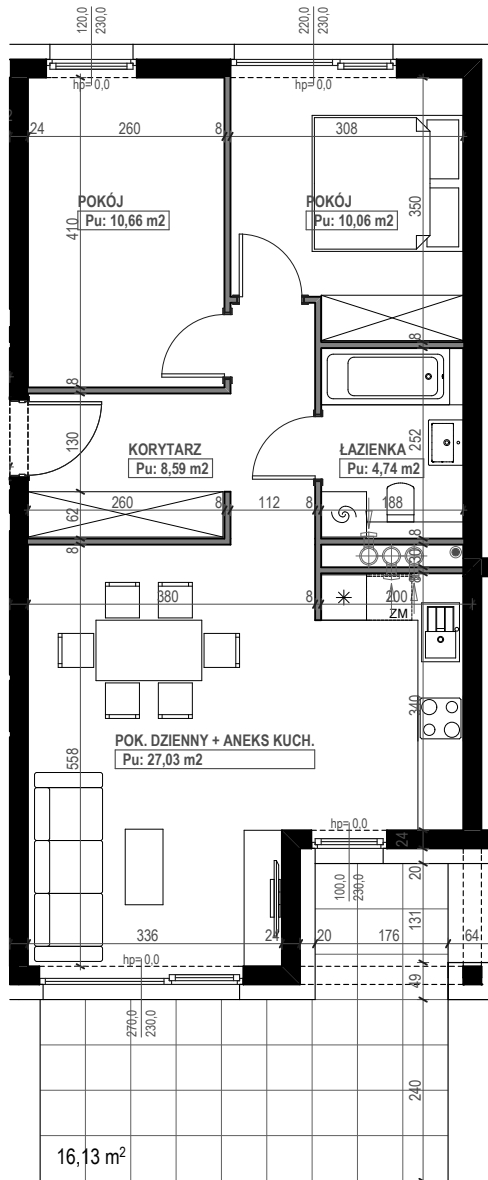 120,0
230,0
220,0
230,0
hp=0,0
hp=0,0
24
260
8
308
POKÓJ
Pu: 10,66 m2
POKÓJ
Pu: 10,06 m2
410
350
8
8
130
KORYTARZ
Pu: 8,59 m2
ŁAZIENKA
Pu: 4,74 m2
252
260
112
8
188
62
8
8
30
380
8
200
8
ZM
340
558
POK. DZIENNY + ANEKS KUCH.
Pu: 27,03 m2
hp=0,0
24
100,0
230,0
20
336
24
20
176
64
131
hp=0,0
49
270,0
230,0
240
16,13 m²